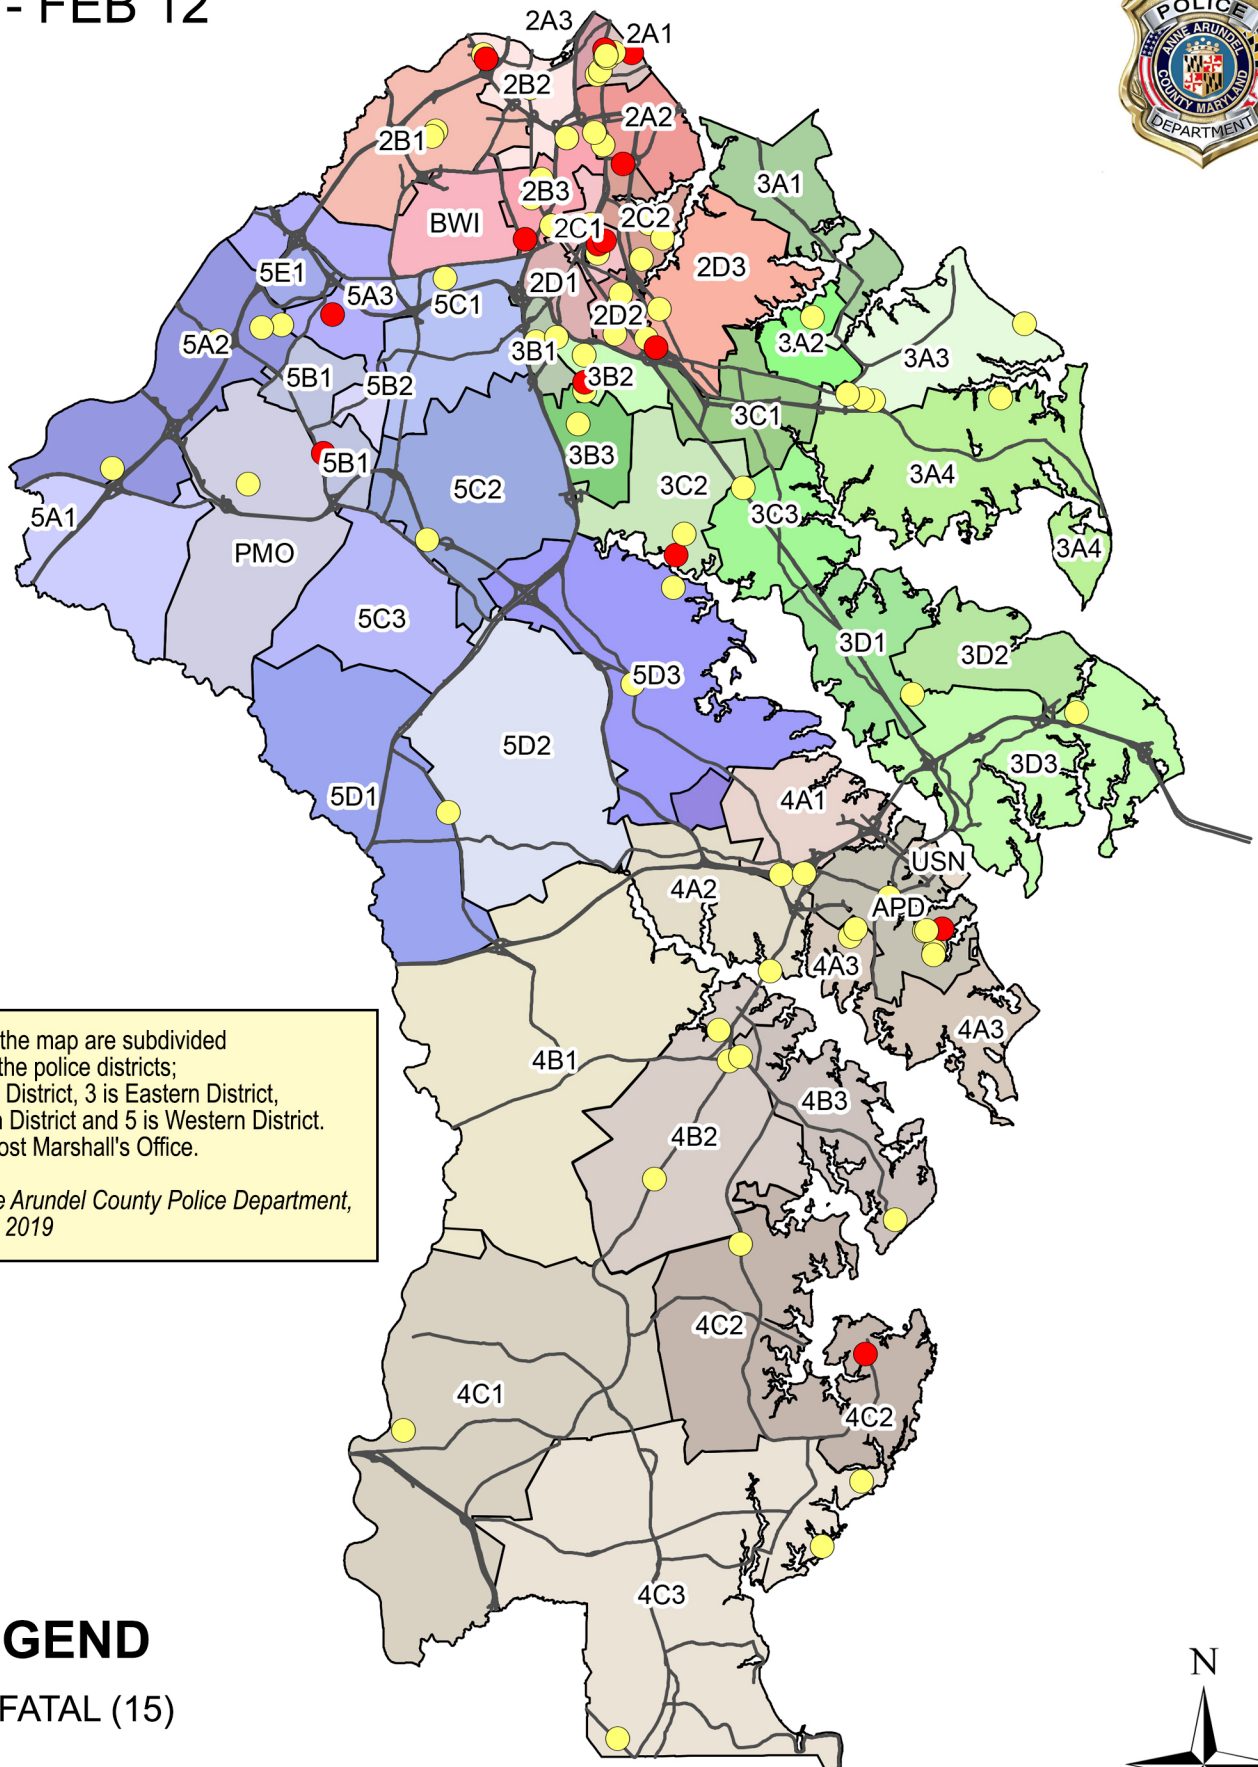 - FEB 12
POLICE
ANNE ARUNDEL
COUNTY MARYLAND
DEPARTMENT
2A3
2A1
2B2
2A2
2B1
3A1
2B3
BWI
2C1
2C2
2D3
5E1
2D1
5A3
5C1
2D2
5A2
3B1
3A2
3A3
5B1
5B2
3B2
3C1
3B3
5B1
5C2
3C2
3A4
5A1
3C3
PMO
3A4
5C3
3D1
3D2
5D3
5D2
3D3
5D1
4A1
USN
4A2
APD
4A3
4A3
4B1
4B3
4B2
4C2
4C1
4C2
4C3
the map are subdivided
the police districts;
District, 3 is Eastern District,
District and 5 is Western District.
ost Marshall's Office.
Arundel County Police Department,
2019
GEND
FATAL (15)
N